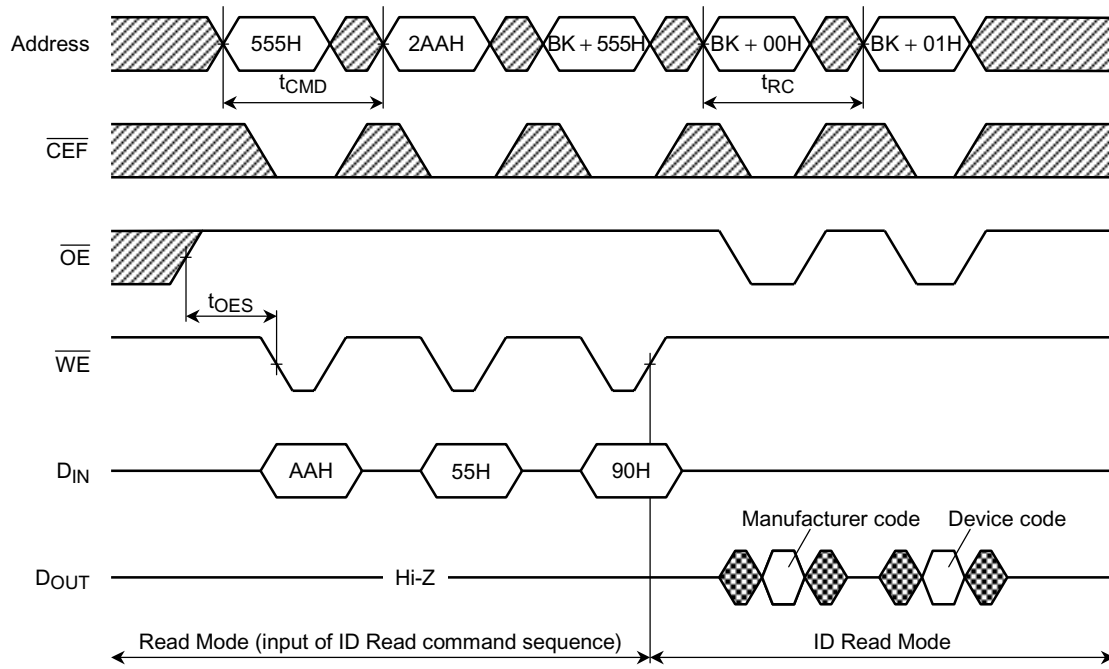 Address 555H 2AAH BK + 555H BK + 00H BK + 01H
tCMD tRC
CEF
OE
tOES
WE
DIN AAH 55H 90H
Manufacturer code Device code
DOUT Hi-Z
Read Mode (input of ID Read command sequence) ID Read Mode